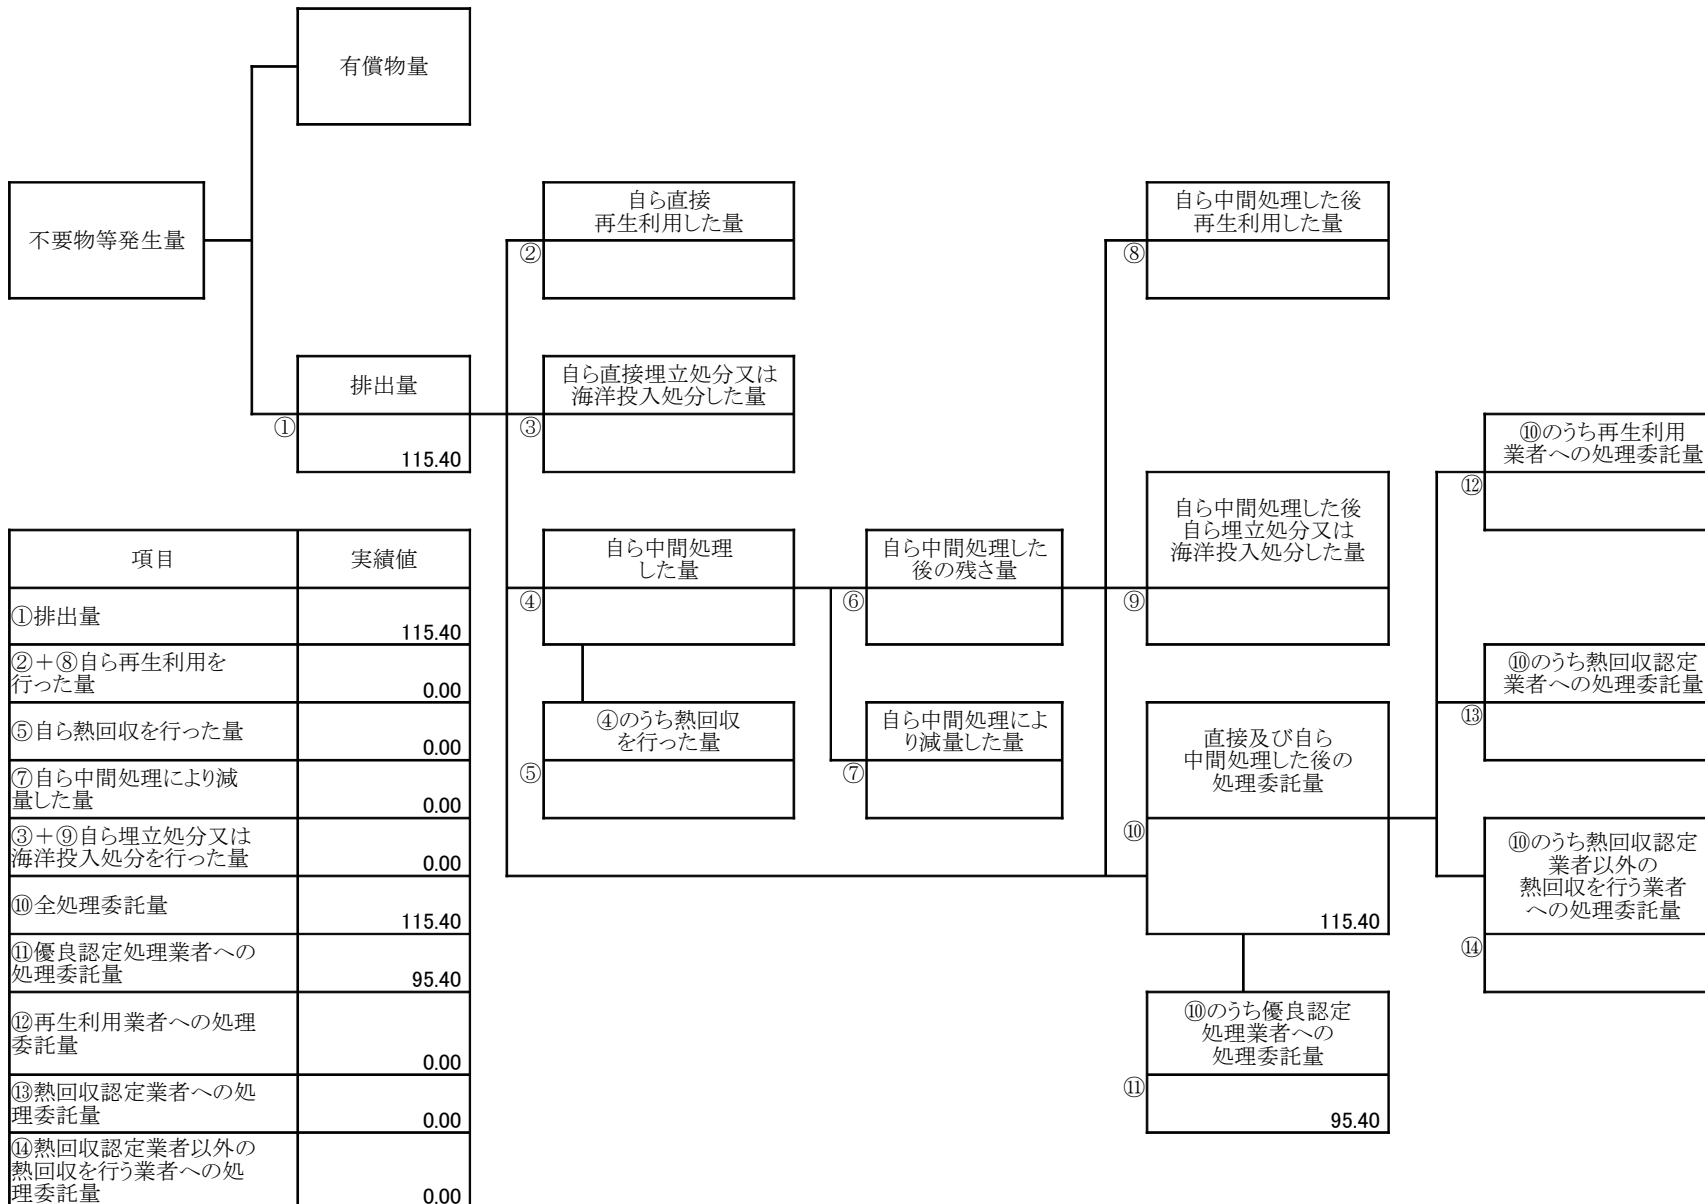 有償物量
不要物等発生量
自ら直接
再生利用した量
②
自ら中間処理した後
再生利用した量
⑧
排出量
①
115.40
自ら直接埋立処分又は
海洋投入処分した量
③
⑩のうち再生利用
業者への処理委託量
⑫
自ら中間処理
した量
④
自ら中間処理した
後の残さ量
⑥
自ら中間処理した後
自ら埋立処分又は
海洋投入処分した量
⑨
⑩のうち熱回収認定
業者への処理委託量
⑬
④のうち熱回収
を行った量
⑤
自ら中間処理によ
り減量した量
⑦
直接及び自ら
中間処理した後の
処理委託量
⑩
115.40
⑩のうち熱回収認定
業者以外の
熱回収を行う業者
への処理委託量
⑭
⑩のうち優良認定
処理業者への
処理委託量
⑪
95.40
項目 実績値
①排出量
115.40
②+⑧自ら再生利用を
行った量
0.00
⑤自ら熱回収を行った量
0.00
⑦自ら中間処理により減
量した量
0.00
③+⑨自ら埋立処分又は
海洋投入処分を行った量
0.00
⑩全処理委託量
115.40
⑪優良認定処理業者への
処理委託量
95.40
⑫再生利用業者への処理
委託量
0.00
⑬熱回収認定業者への処
理委託量
0.00
⑭熱回収認定業者以外の
熱回収を行う業者への処
理委託量
0.00